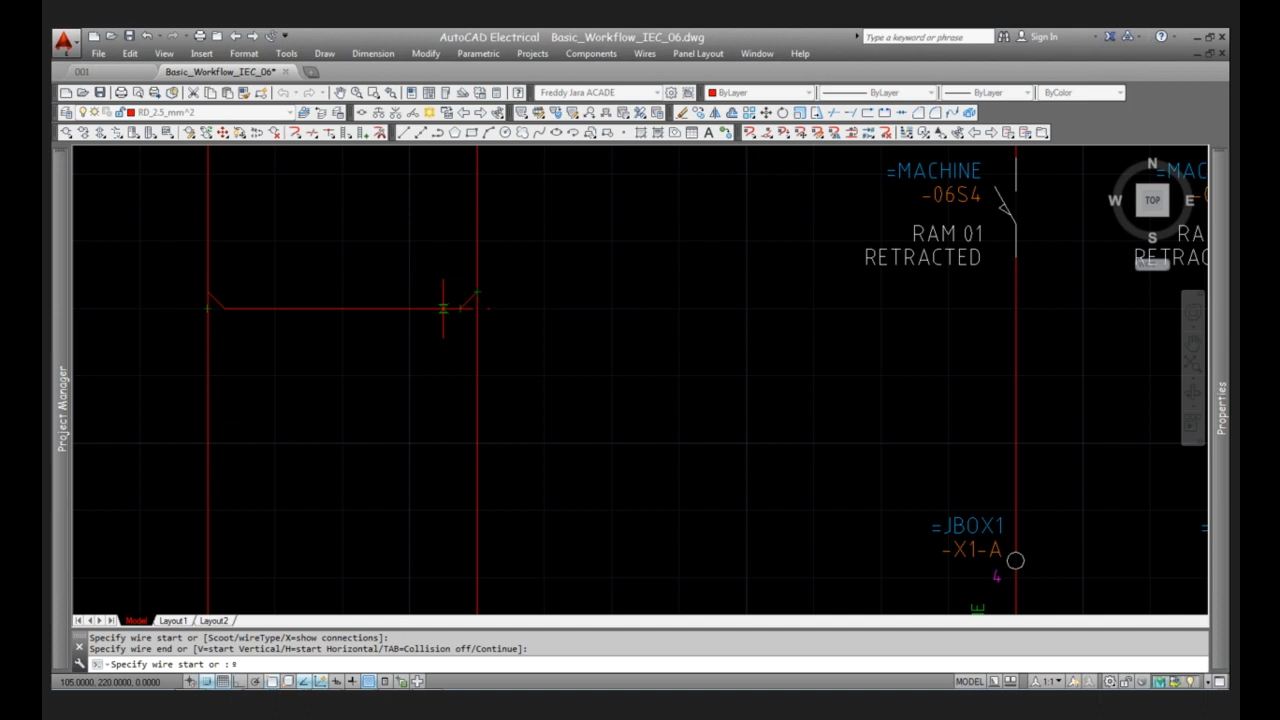 AutoCAD Electrical Basic_Workflow_IEC_06.dwg
Type a keyword or phrase
Sign In
File Edit View Insert Format Tools Draw Dimension Modify Parametric Projects Components Wires Panel Layout Window Help
001
Basic_Workflow_IEC_06*
Freddy Jara ACADE
ByLayer
ByLayer
ByLayer
ByColor
RD_2.5_mm^2
=MACHINE
-06S4
RAM 01
RETRACTED
N
W
TOP
E
S
=JBOX1
-X1-A
4
Project Manager
Properties
Model Layout1 Layout2
Specify wire start or [Scoot/wireType/X=show connections]:
Specify wire end or [V=start Vertical/H=start Horizontal/TAB=Collision off/Continue]:
Specify wire start or :
105.0000, 220.0000, 0.0000
MODEL
1:1